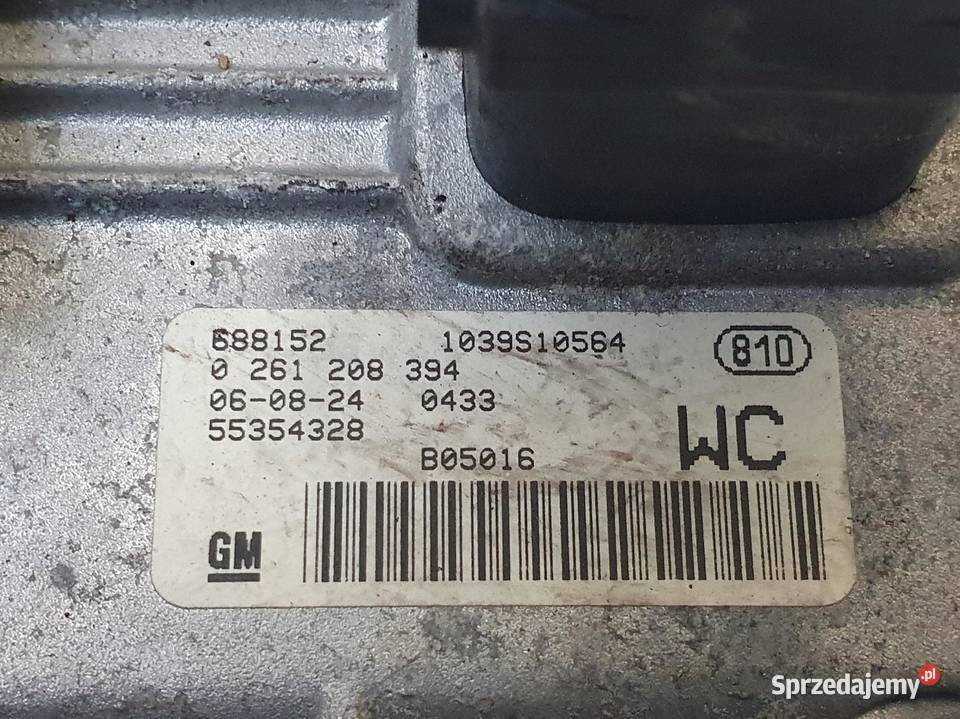 688152 1039S10564 810
0 261 208 394
06-08-24 0433
55354328 WC
B05016
GM
Sprzedajemy.pl